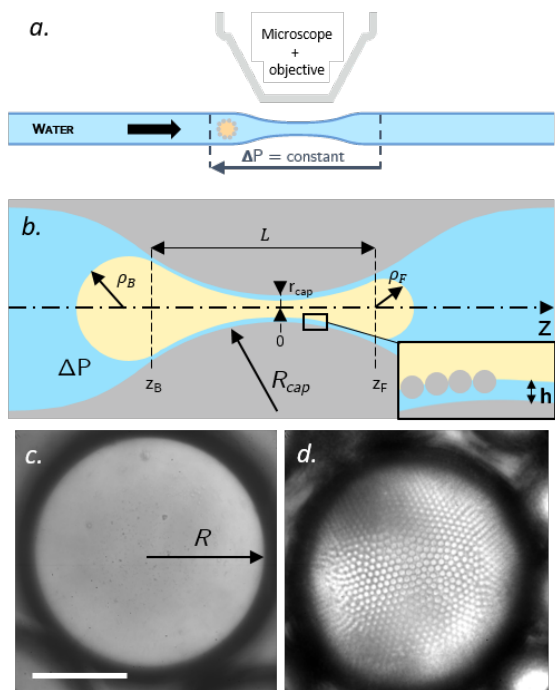 a.
Microscope
+
objective
WATER
ΔP = constant
b.
L
ρB
rcap
ρF
Z
0
ΔP
Rcap
zB
zF
h
c.
R
d.